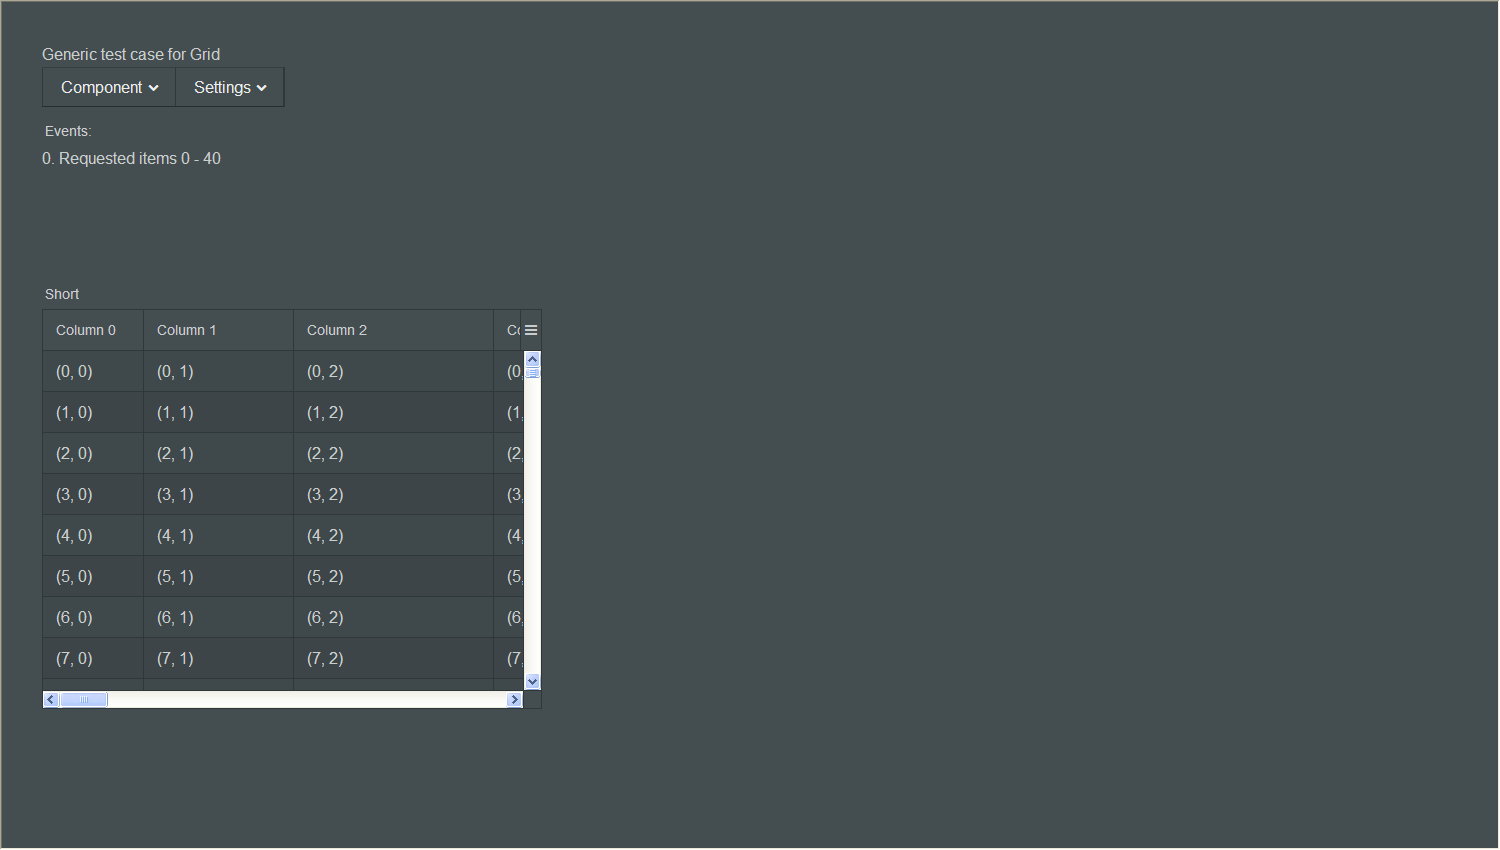 Generic test case for Grid
Component Settings
Events:
0. Requested items 0 - 40
Short
Column 0 Column 1 Column 2
(0, 0) (0, 1) (0, 2) (0,
(1, 0) (1, 1) (1, 2) (1,
(2, 0) (2, 1) (2, 2) (2,
(3, 0) (3, 1) (3, 2) (3,
(4, 0) (4, 1) (4, 2) (4,
(5, 0) (5, 1) (5, 2) (5,
(6, 0) (6, 1) (6, 2) (6,
(7, 0) (7, 1) (7, 2) (7,